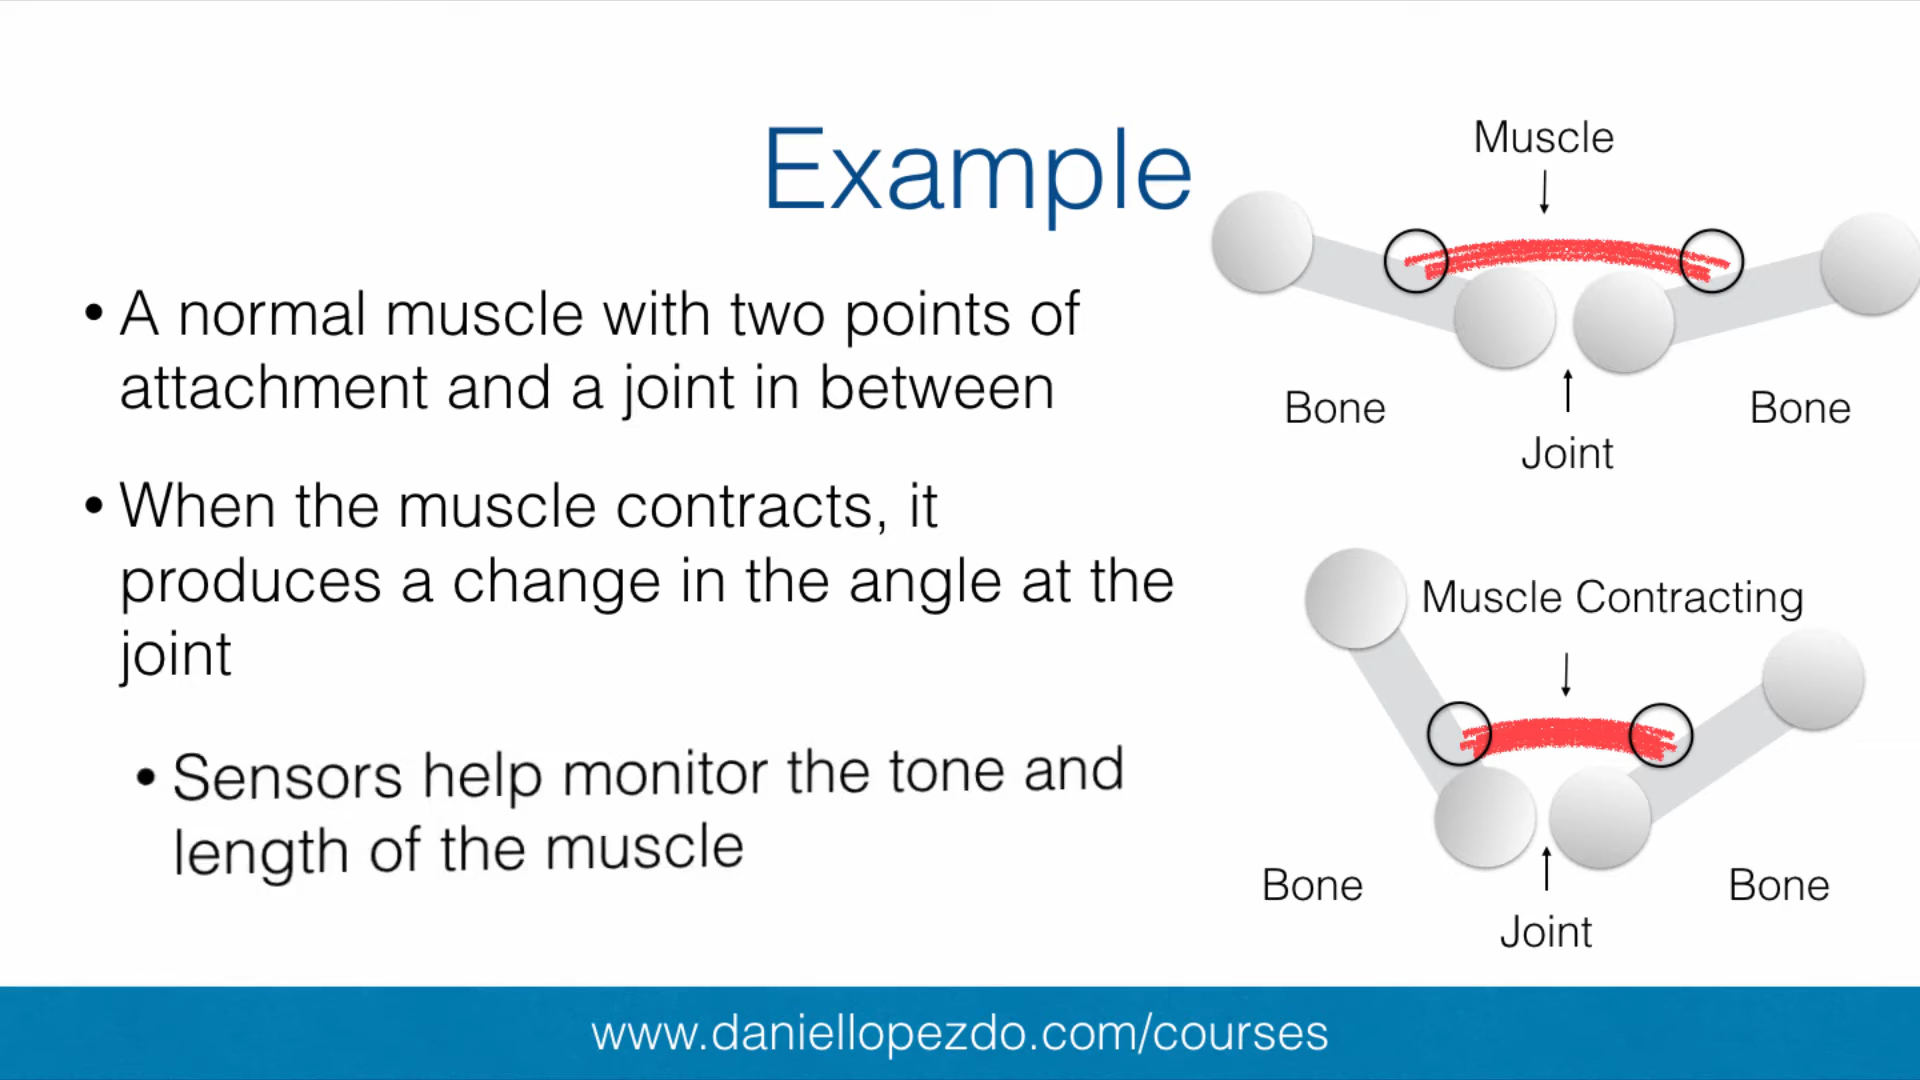 Example
• A normal muscle with two points of
attachment and a joint in between
• When the muscle contracts, it
produces a change in the angle at the
joint
• Sensors help monitor the tone and
length of the muscle
Muscle
Bone
Bone
Joint
Muscle Contracting
Bone
Bone
Joint
www.daniellopezdo.com/courses